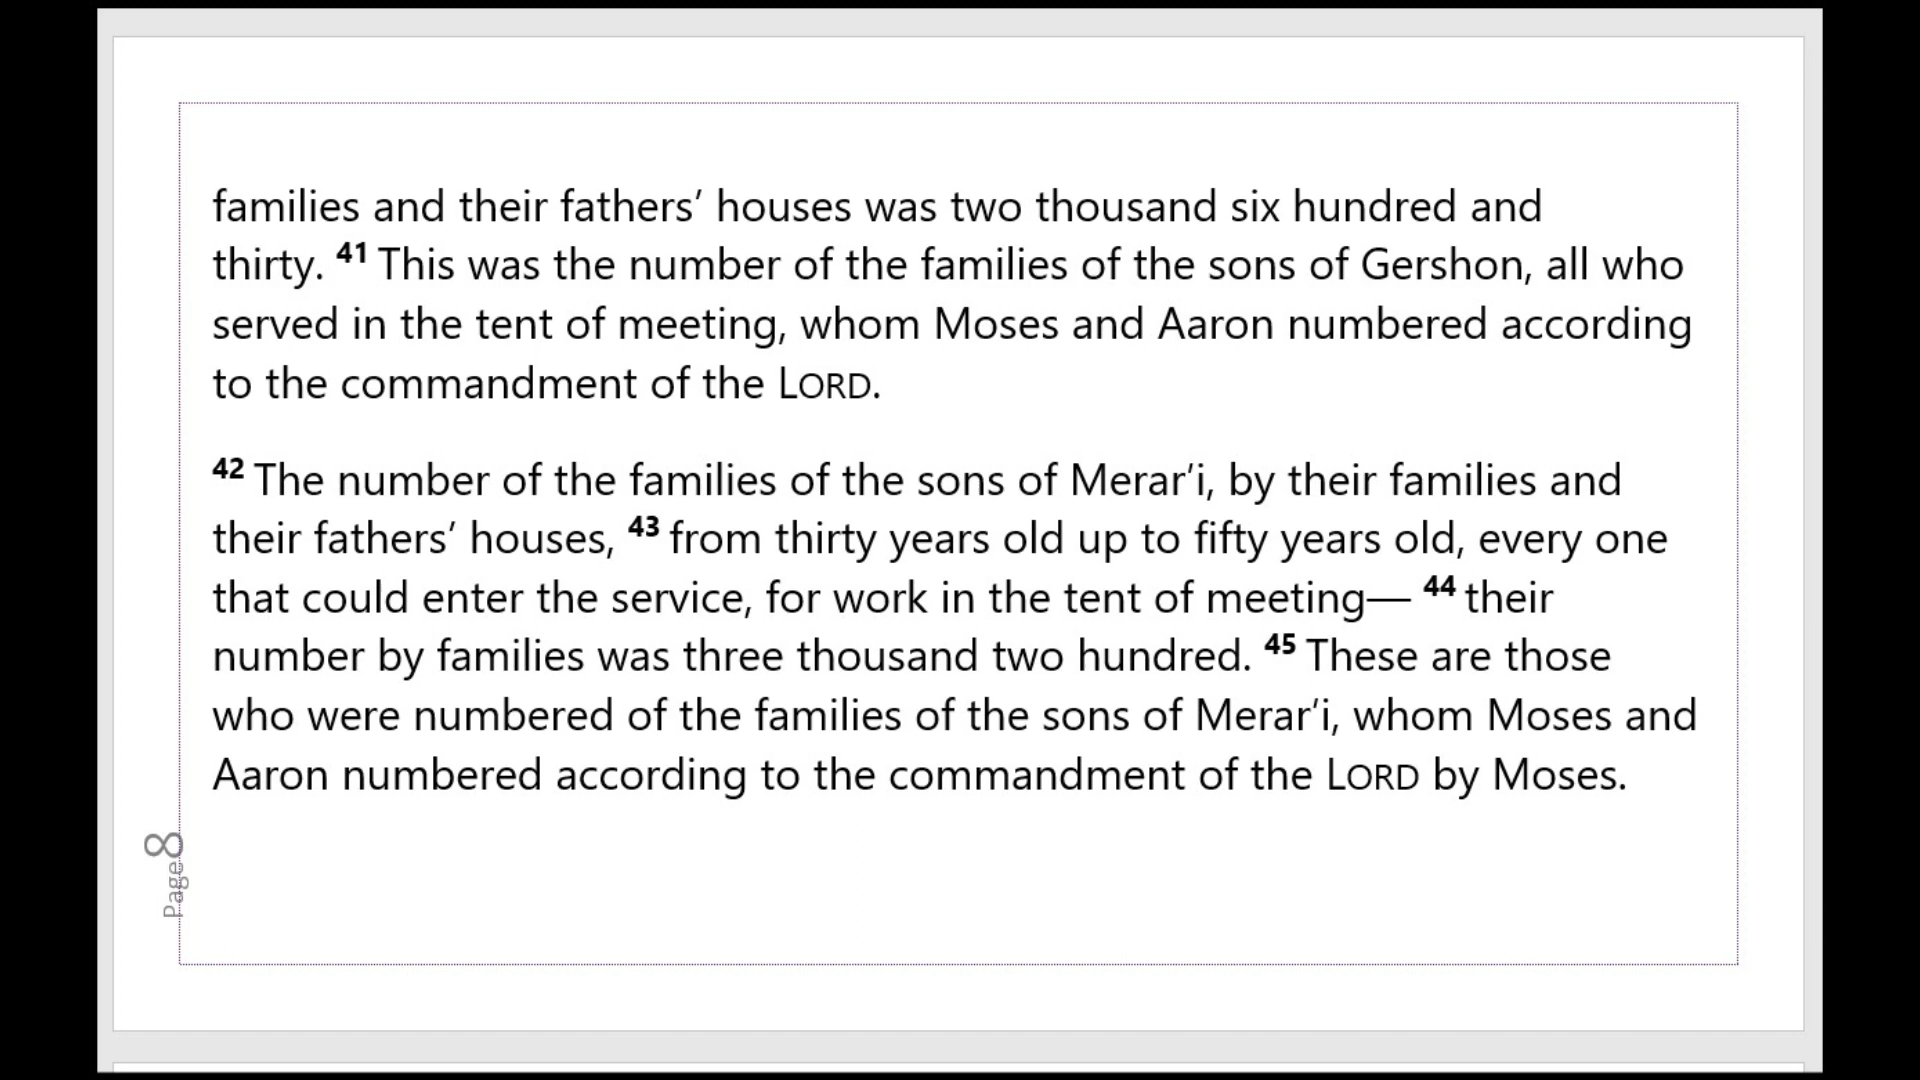 families and their fathers’ houses was two thousand six hundred and
thirty. 41 This was the number of the families of the sons of Gershon, all who
served in the tent of meeting, whom Moses and Aaron numbered according
to the commandment of the LORD.
42 The number of the families of the sons of Merar′i, by their families and
their fathers’ houses, 43 from thirty years old up to fifty years old, every one
that could enter the service, for work in the tent of meeting— 44 their
number by families was three thousand two hundred. 45 These are those
who were numbered of the families of the sons of Merar′i, whom Moses and
Aaron numbered according to the commandment of the LORD by Moses.
Page 8